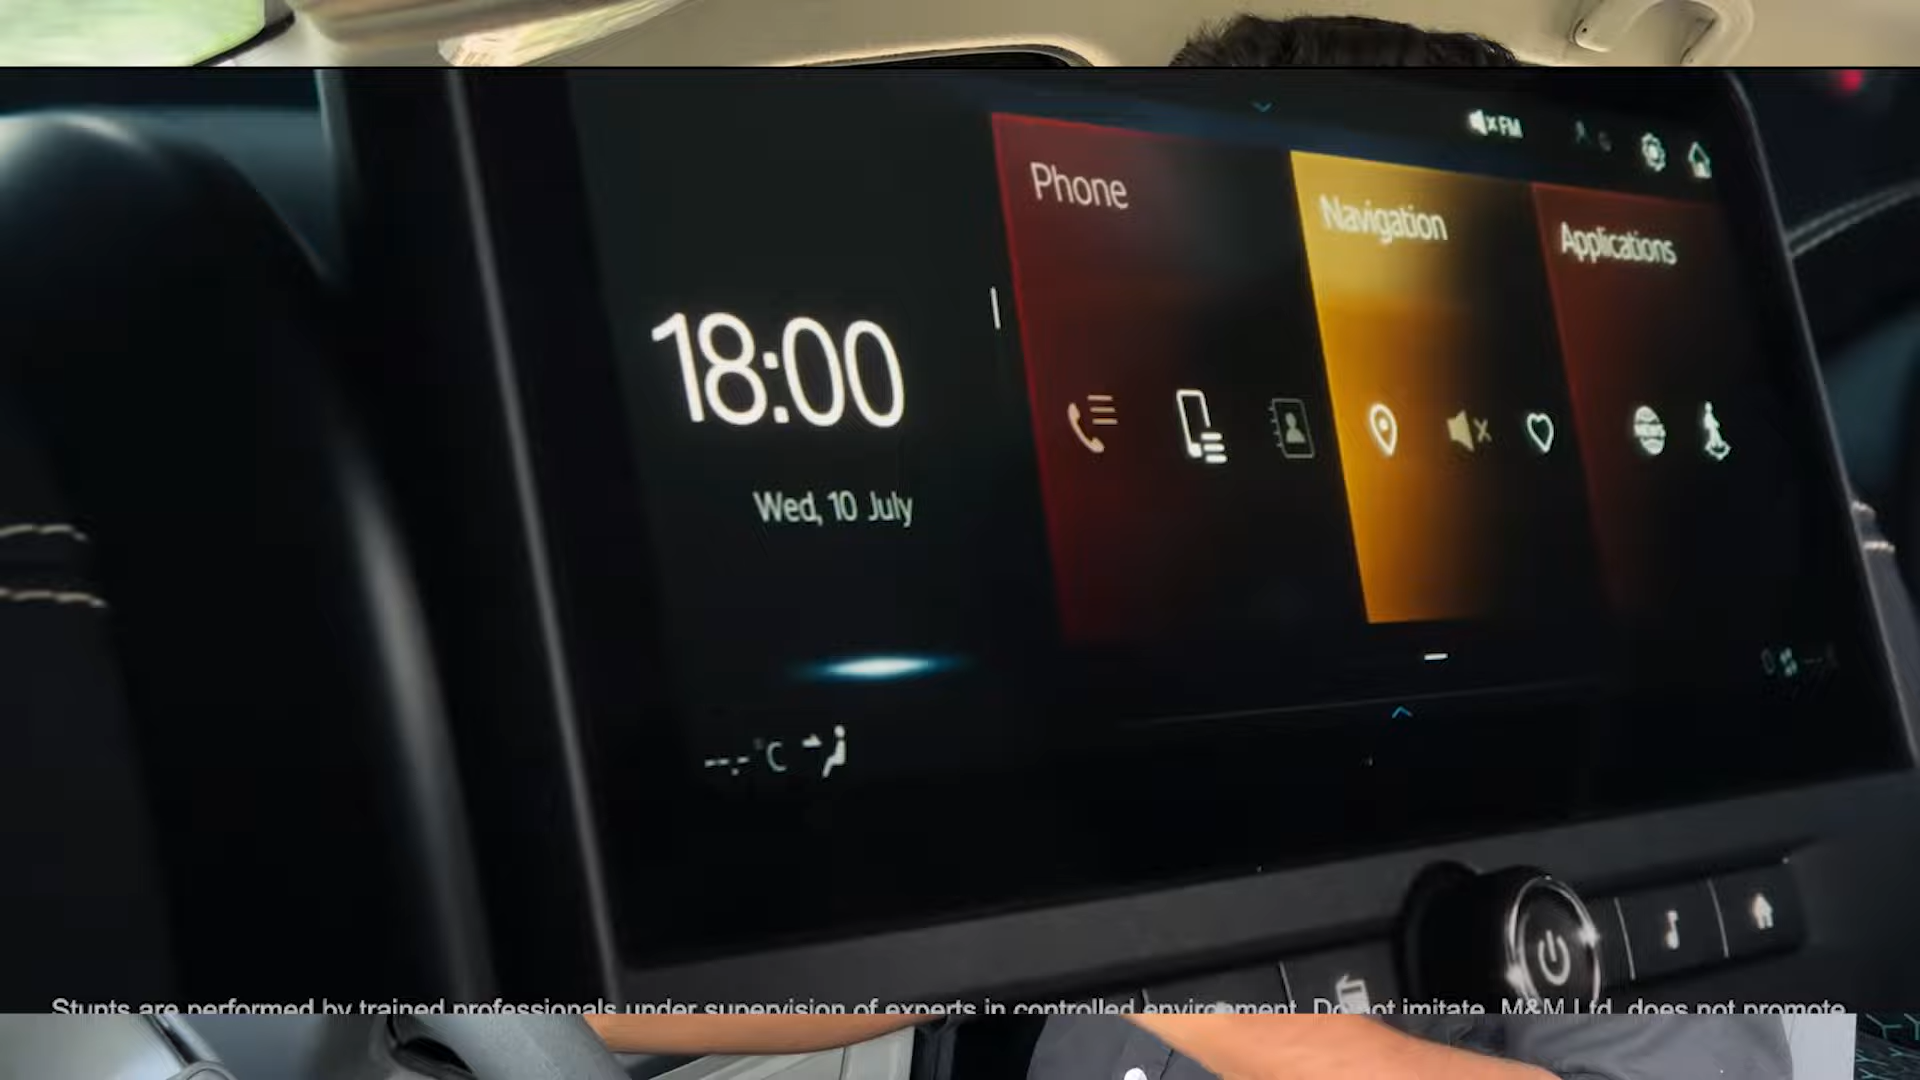 FM
Phone
Navigation
Applications
18:00
NEWS
Wed, 10 July
--.-°C
Stunts are performed by trained professionals under supervision of experts in controlled environment. Do not imitate. M&M Ltd. does not promote